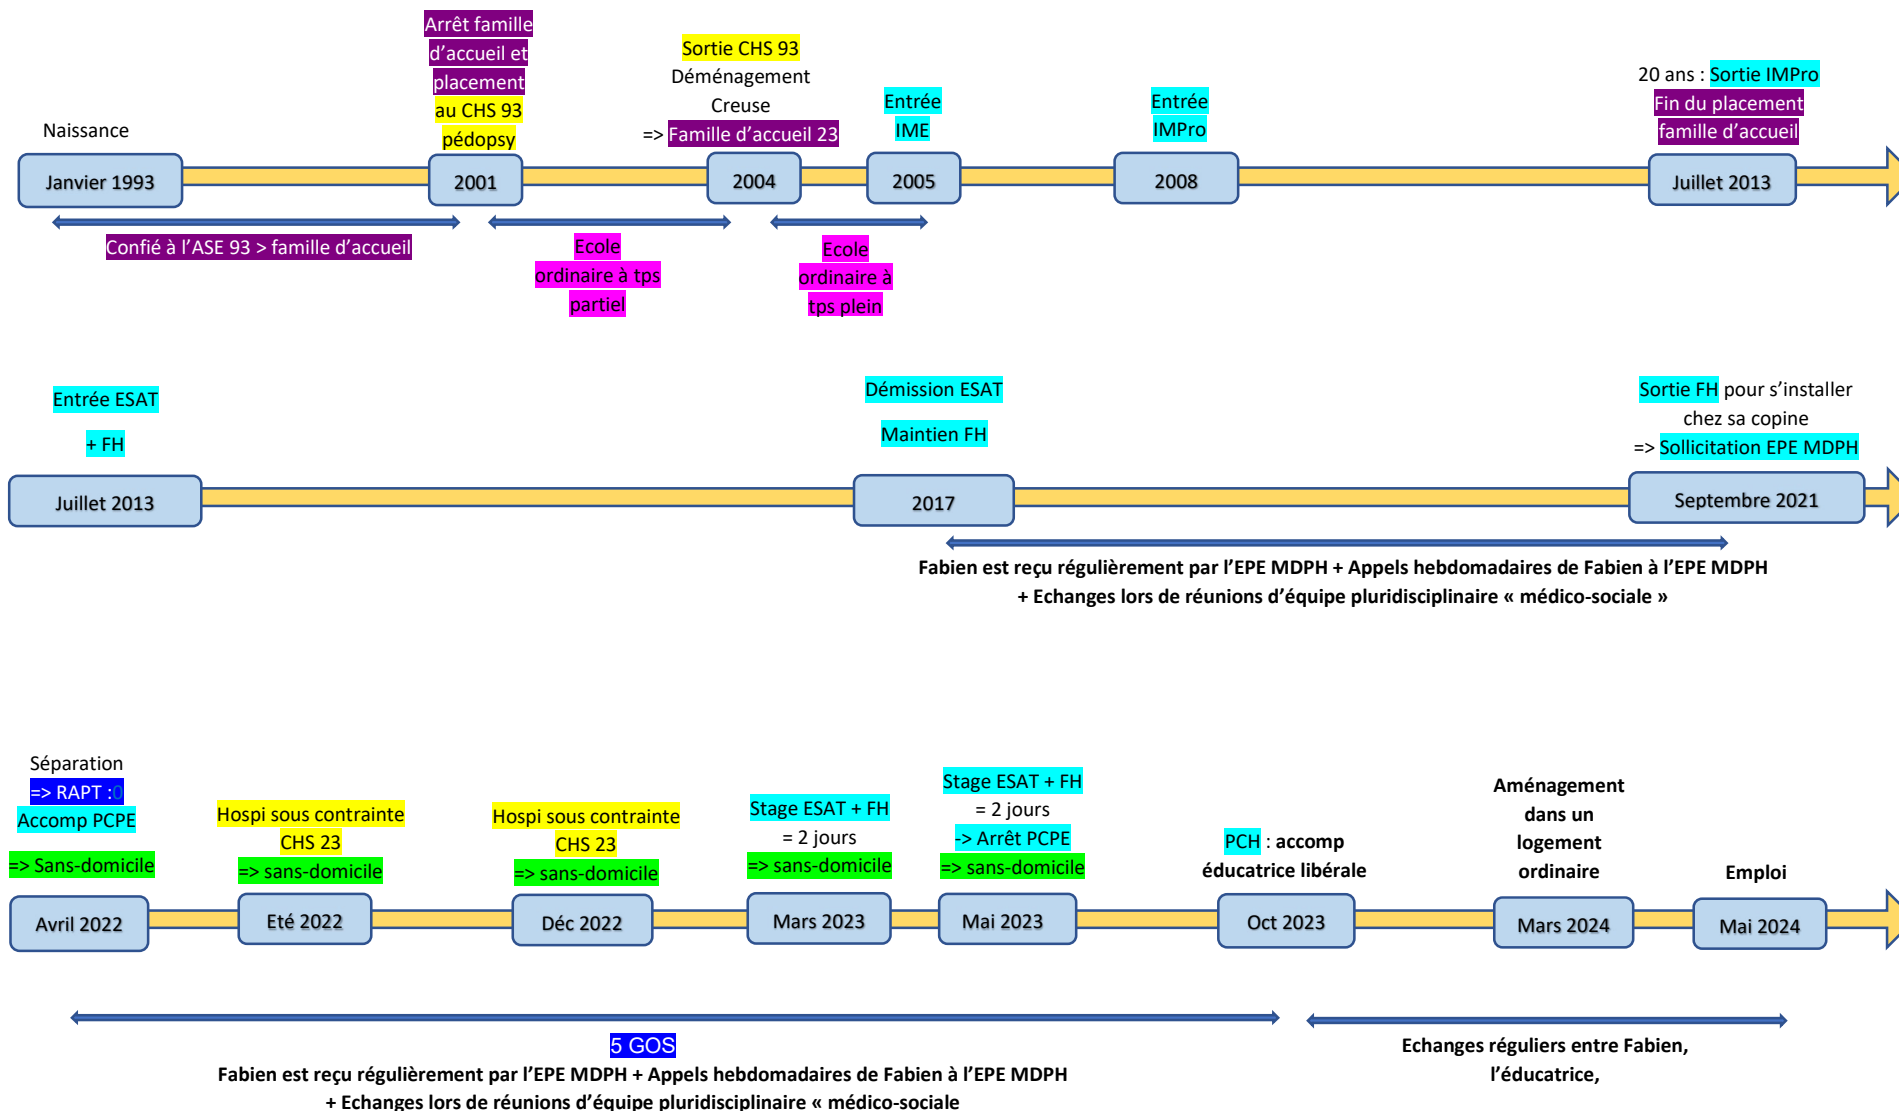 Naissance
Janvier 1993
Arrêt famille
d'accueil et
placement
au CHS 93
pédopsy
2001
Sortie CHS 93
Déménagement
Creuse
=> Famille d'accueil 23
2004
Entrée
IME
2005
Entrée
IMPro
2008
20 ans : Sortie IMPro
Fin du placement
famille d'accueil
Juillet 2013
Confié à l'ASE 93 > famille d'accueil
Ecole
ordinaire à tps
partiel
Ecole
ordinaire à
tps plein
Entrée ESAT
+ FH
Juillet 2013
Démission ESAT
Maintien FH
2017
Sortie FH pour s'installer
chez sa copine
=> Sollicitation EPE MDPH
Septembre 2021
Fabien est reçu régulièrement par l'EPE MDPH + Appels hebdomadaires de Fabien à l'EPE MDPH
+ Echanges lors de réunions d'équipe pluridisciplinaire « médico-sociale »
Séparation
=> RAPT :0
Accomp PCPE
=> Sans-domicile
Avril 2022
Hospi sous contrainte
CHS 23
=> sans-domicile
Eté 2022
Hospi sous contrainte
CHS 23
=> sans-domicile
Déc 2022
Stage ESAT + FH
= 2 jours
=> sans-domicile
Mars 2023
Stage ESAT + FH
= 2 jours
-> Arrêt PCPE
=> sans-domicile
Mai 2023
PCH : accomp
éducatrice libérale
Oct 2023
Aménagement
dans un
logement
ordinaire
Mars 2024
Emploi
Mai 2024
5 GOS
Fabien est reçu régulièrement par l'EPE MDPH + Appels hebdomadaires de Fabien à l'EPE MDPH
+ Echanges lors de réunions d'équipe pluridisciplinaire « médico-sociale
Echanges réguliers entre Fabien,
l'éducatrice,